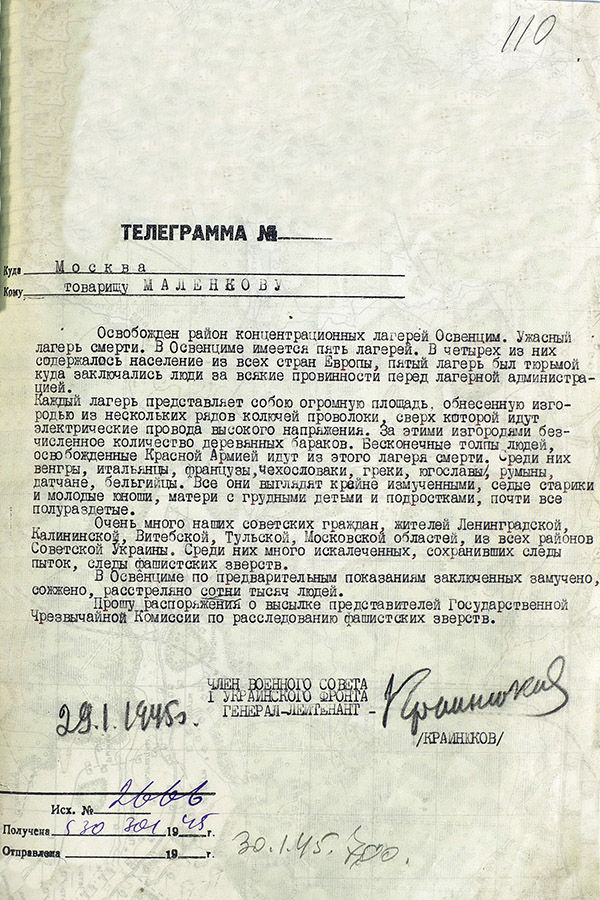 110
ТЕЛЕГРАММА №
Куда Москва
Кому товарищу МАЛЕНКОВУ
Освобожден район концентрационных лагерей Освенцим. Ужасный
лагерь смерти. В Освенциме имеется пять лагерей. В четырех из них
содержалось население из всех стран Европы, пятый лагерь был тюрьмой
куда заключались люди за всякие провинности перед лагерной администра-
цией.
Каждый лагерь представляет собою огромную площадь, обнесенную изго-
родью из нескольких рядов колючей проволоки, сверх которой идут
электрические провода высокого напряжения. За этими изгородями без-
численное количество деревянных бараков. Бесконечные толпы людей,
освобожденные Красной Армией идут из этого лагеря смерти. Среди них
венгры, итальянцы, французы, чехословаки, греки, югославы, румыны,
датчане, бельгийцы. Все они выглядят крайне измученными, седые старики
и молодые юноши, матери с грудными детьми и подростками, почти все
полураздетые.
Очень много наших советских граждан, жителей Ленинградской,
Калининской, Витебской, Тульской, Московской областей, из всех районов
Советской Украины. Среди них много искалеченных, сохранивших следы
пыток, следы фашистских зверств.
В Освенциме по предварительным показаниям заключенных замучено,
сожжено, расстреляно сотни тысяч людей.
Прошу распоряжения о высылке представителей Государственной
Чрезвычайной Комиссии по расследованию фашистских зверств.
ЧЛЕН ВОЕННОГО СОВЕТА
I УКРАИНСКОГО ФРОНТА
ГЕНЕРАЛ-ЛЕЙТЕНАНТ -
/КРАЙНЮКОВ/
29.1.1945г.
Исх. № 2666
Получена 30 19 45 г.
Отправлена 19 г.
30.1.45.